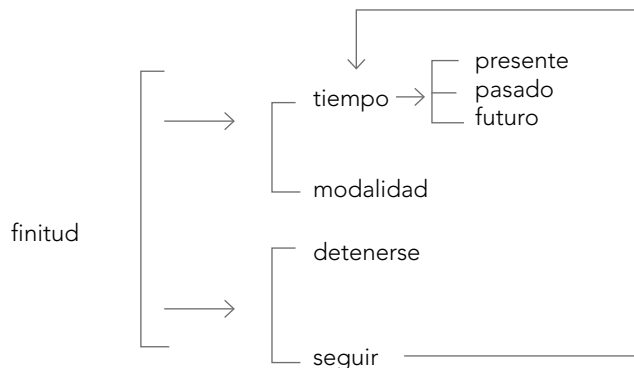 presente
tiempo
pasado
futuro
modalidad
finitud
detenerse
seguir